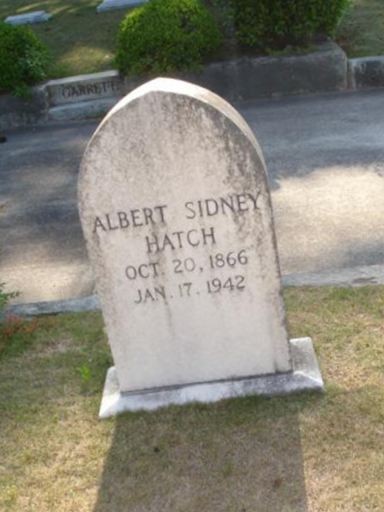 GARRETT
ALBERT SIDNEY
HATCH
OCT. 20, 1866
JAN. 17. 1942